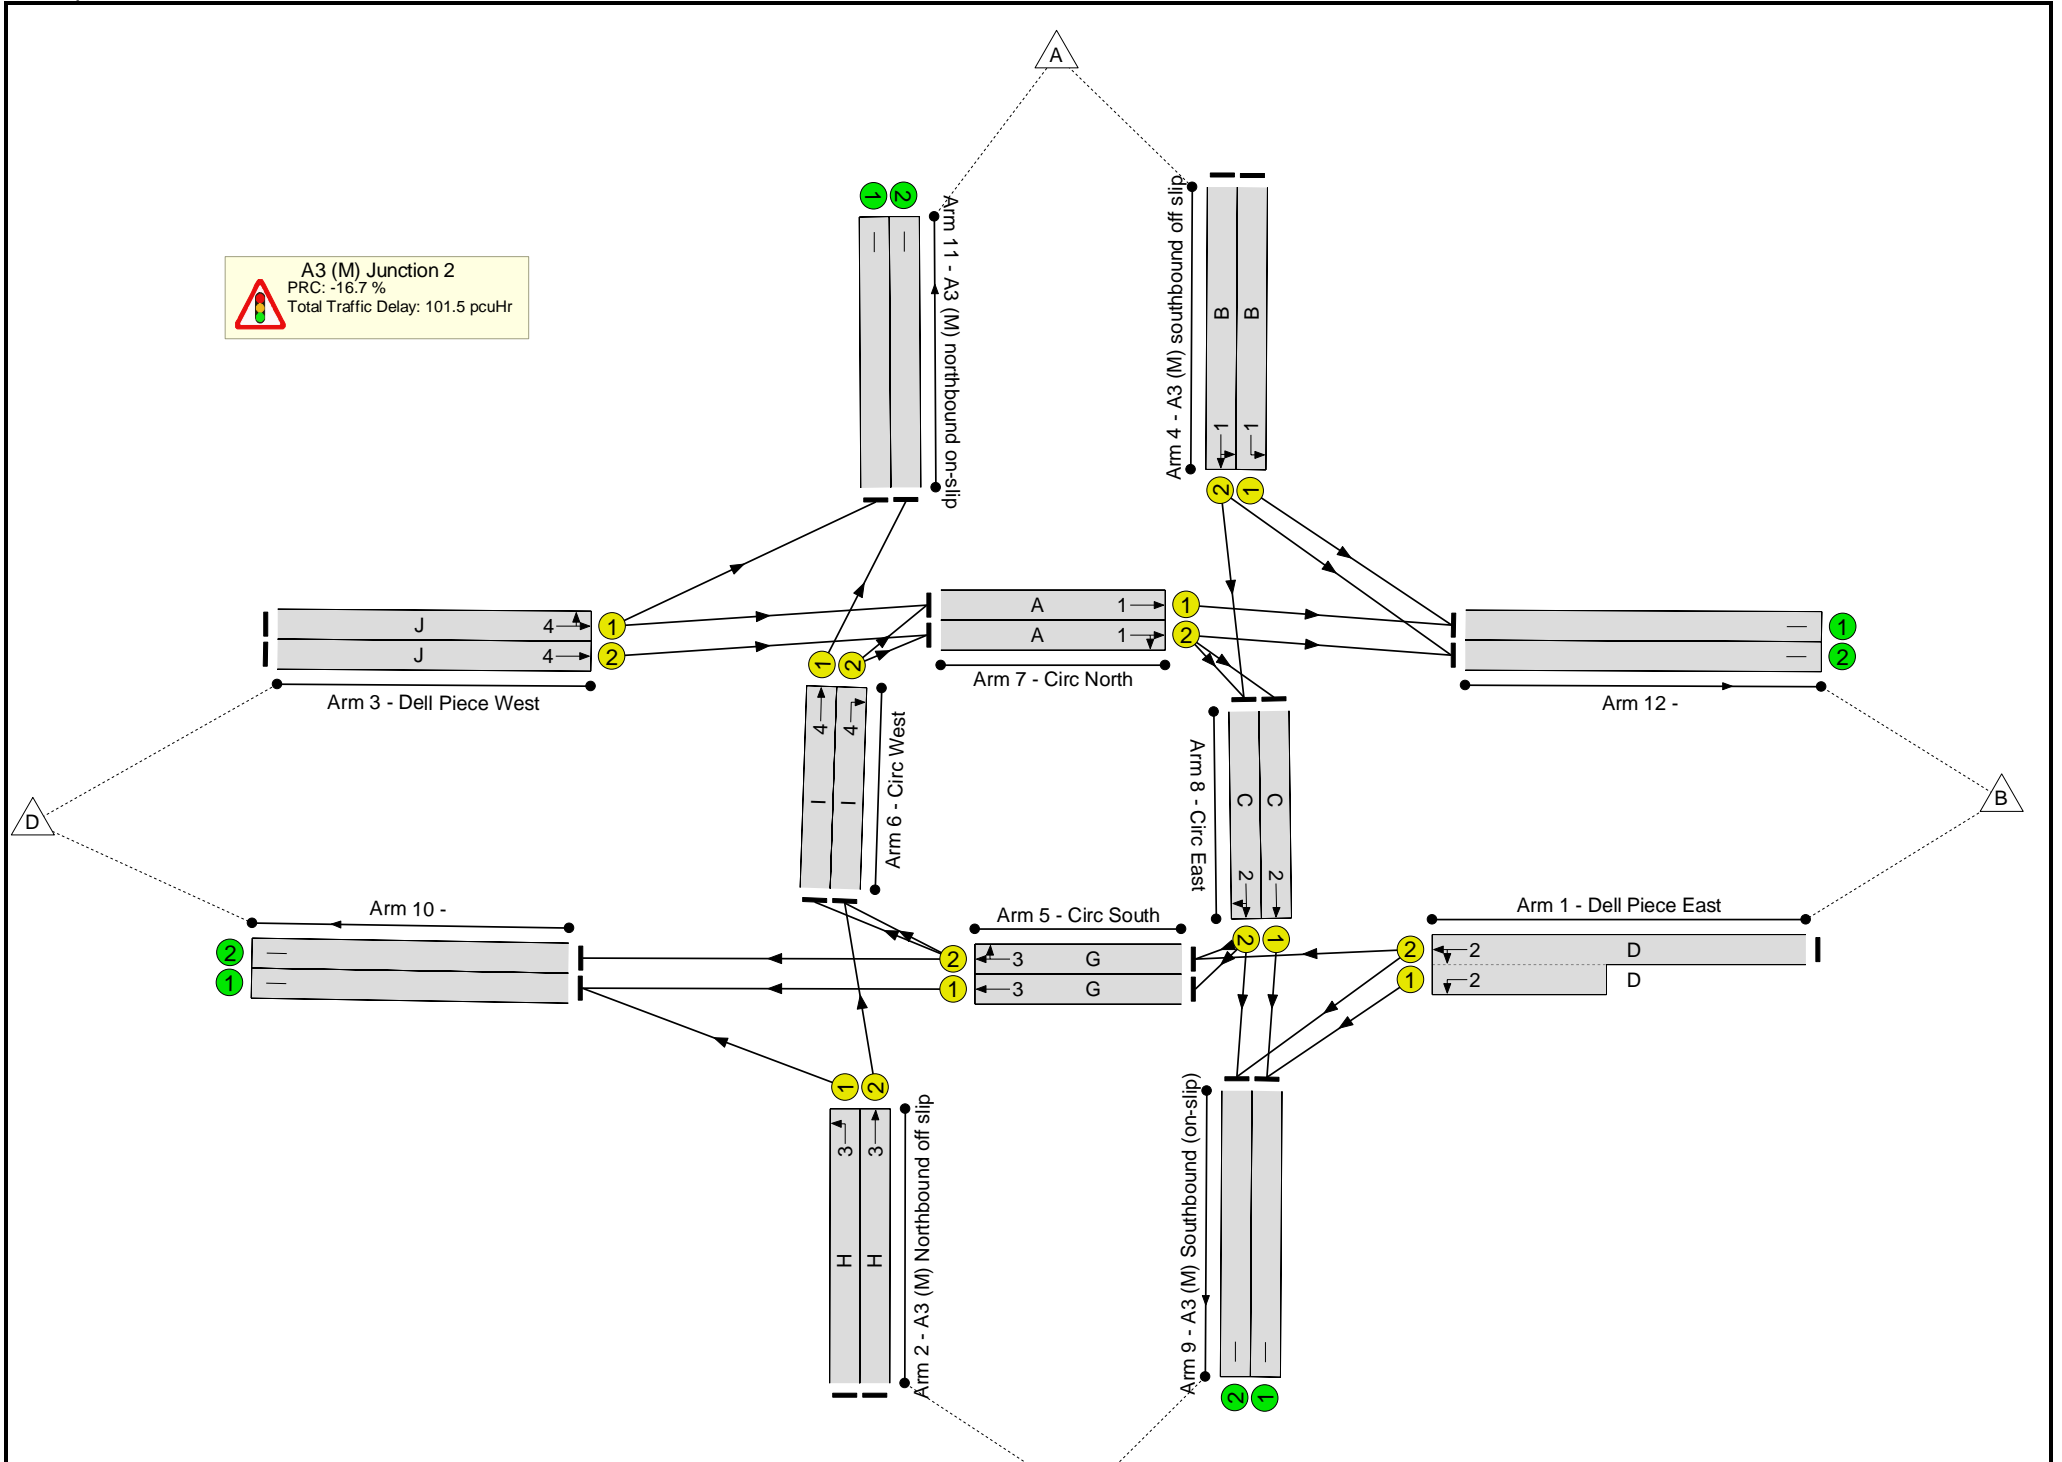 A
1
2
Arm 11 - A3 (M) northbound on-slip
Arm 4 - A3 (M) southbound off slip
B
B
1
1
2
1
A3 (M) Junction 2
PRC: -16.7 %
Total Traffic Delay: 101.5 pcuHr
J
4
1
J
4
2
Arm 3 - Dell Piece West
A
1
1
A
1
2
Arm 7 - Circ North
1
2
Arm 12 -
1
2
4
4
I
I
Arm 6 - Circ West
Arm 8 - Circ East
C
C
2
2
2
1
D
B
Arm 10 -
2
1
Arm 5 - Circ South
2
3
G
1
3
G
Arm 1 - Dell Piece East
2
2
D
1
2
D
1
2
3
3
H
H
Arm 2 - A3 (M) Northbound off slip
Arm 9 - A3 (M) Southbound (on-slip)
2
1